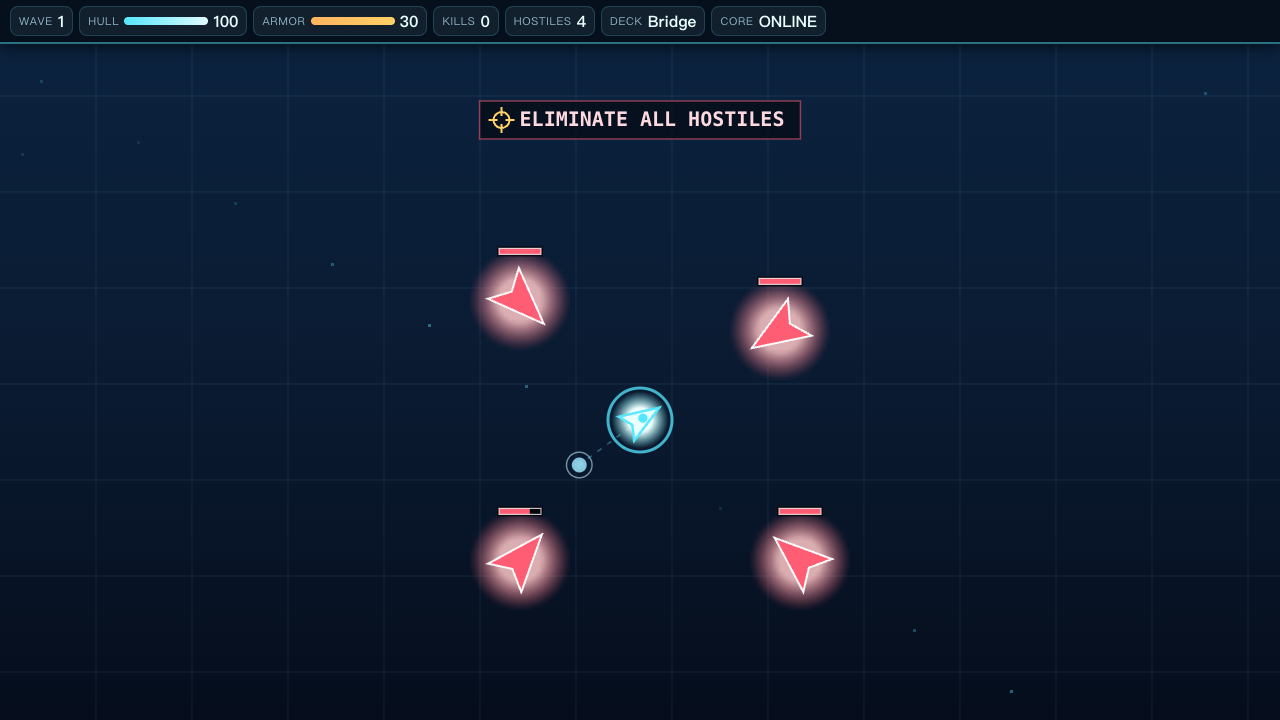 WAVE 1 HULL 100 ARMOR 30 KILLS 0 HOSTILES 4 DECK Bridge CORE ONLINE
ELIMINATE ALL HOSTILES